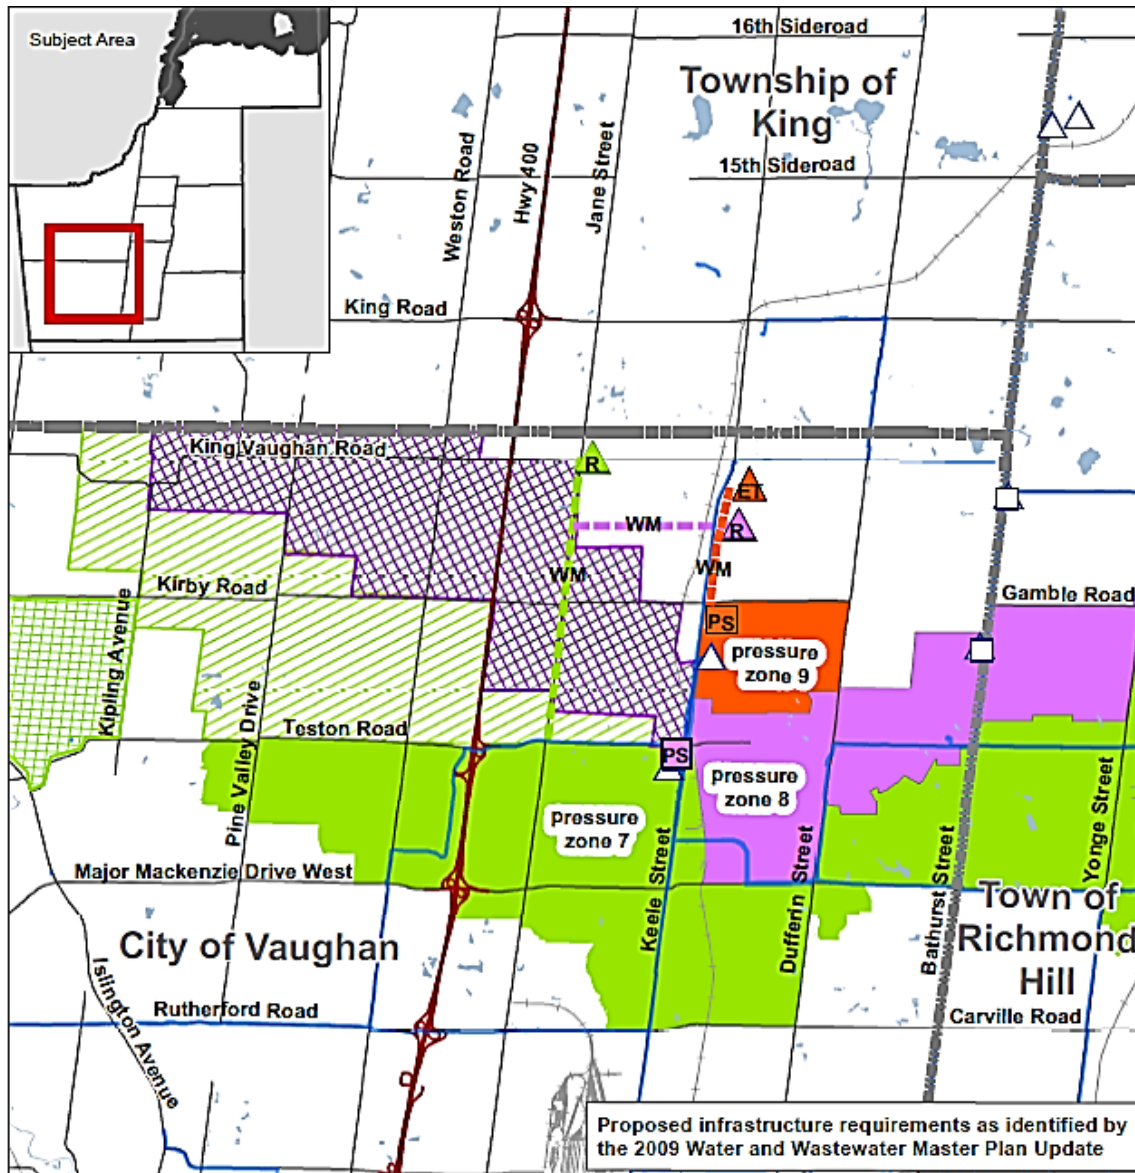 Subject Area
16th Sideroad
Township of
King
15th Sideroad
Weston Road
Hwy 400
Jane Street
King Road
King Vaughan Road
R
ET
WM
R
WM
WM
Kirby Road
Gamble Road
PS
pressure
zone 9
Kipling Avenue
Pine Valley Drive
Teston Road
PS
pressure
zone 8
pressure
zone 7
Yonge Street
Major Mackenzie Drive West
Keele Street
Dufferin Street
Bathurst Street
Town of
Richmond
Hill
City of Vaughan
Islington Avenue
Rutherford Road
Carville Road
Proposed infrastructure requirements as identified by
the 2009 Water and Wastewater Master Plan Update